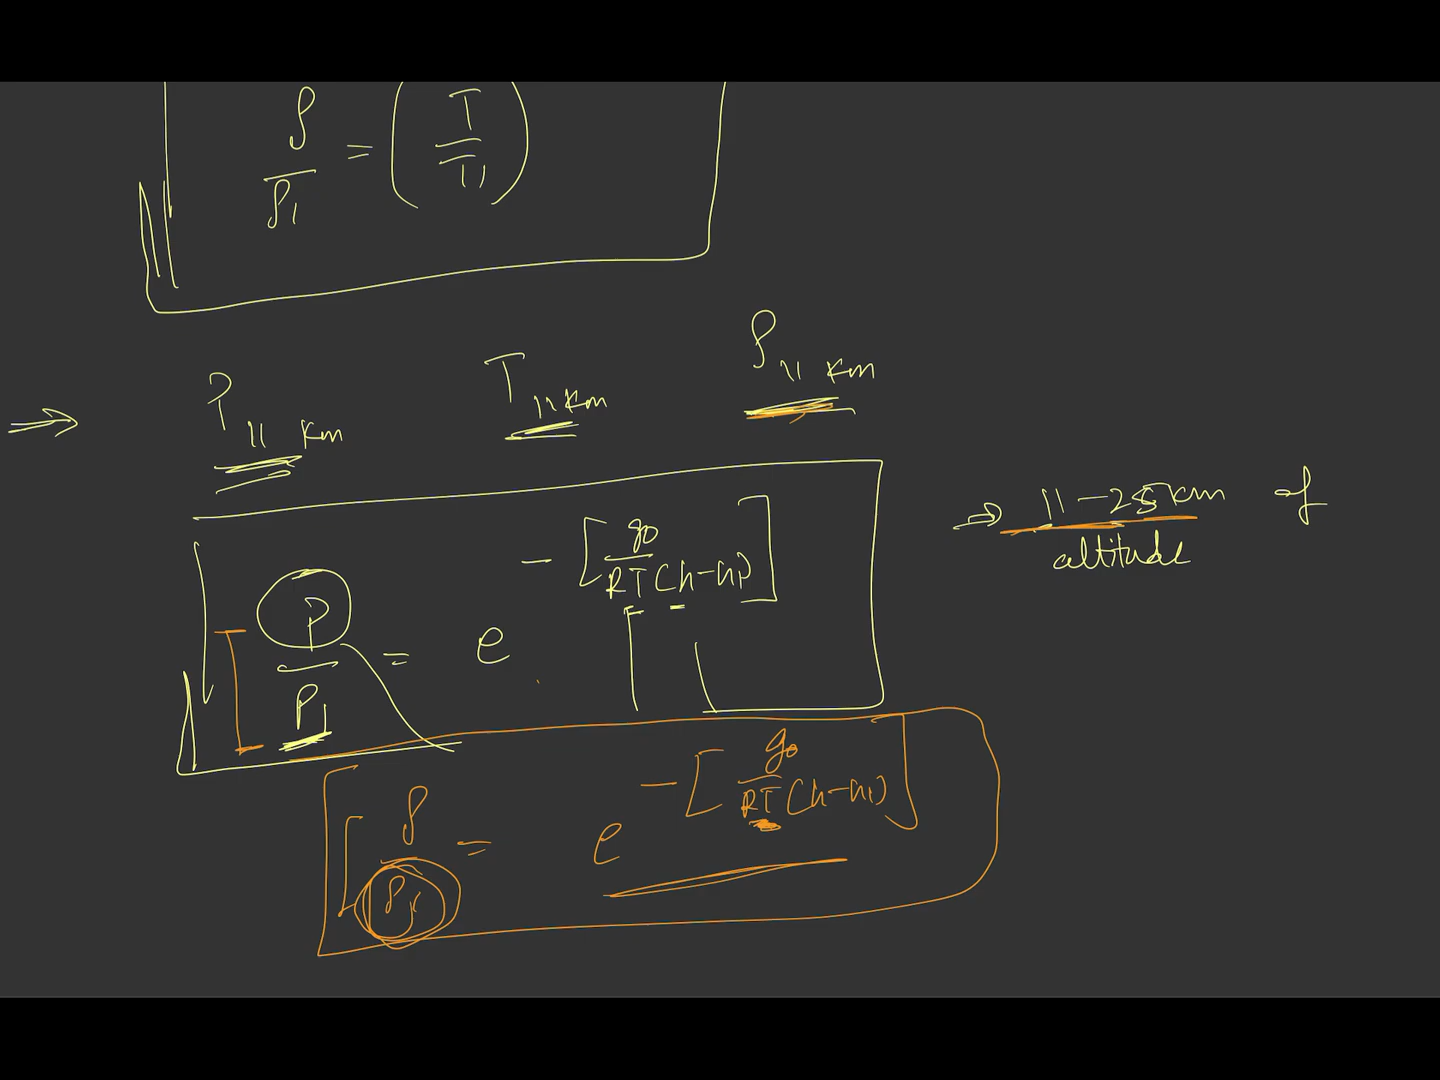 ρ/ρ₁ = (T/T₁)
⇒ P₁₁ km T₁₁ km ρ₁₁ km
P/P₁ = e^-[g₀/RT (h-h₁)] ⇒ 11-25 km of altitude
[ρ/ρ₁ = e^-[g₀/RT (h-h₁)]